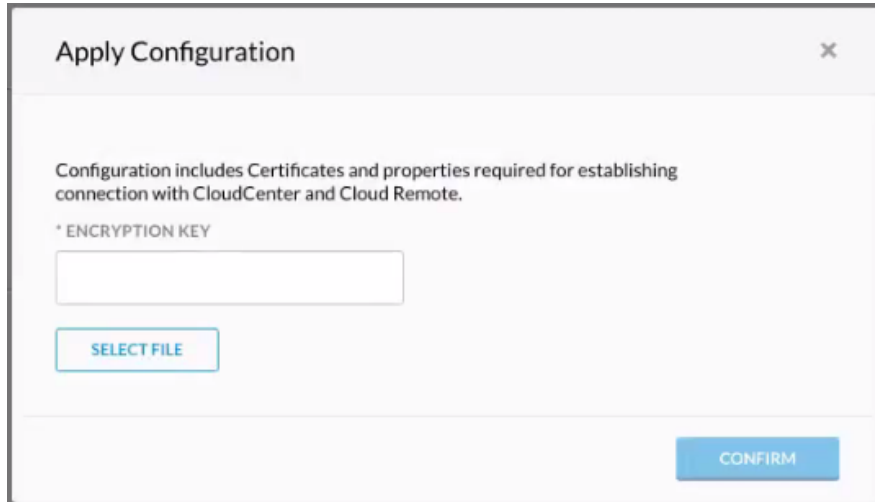 Apply Configuration
Configuration includes Certificates and properties required for establishing
connection with CloudCenter and Cloud Remote.
* ENCRYPTION KEY
SELECT FILE
CONFIRM